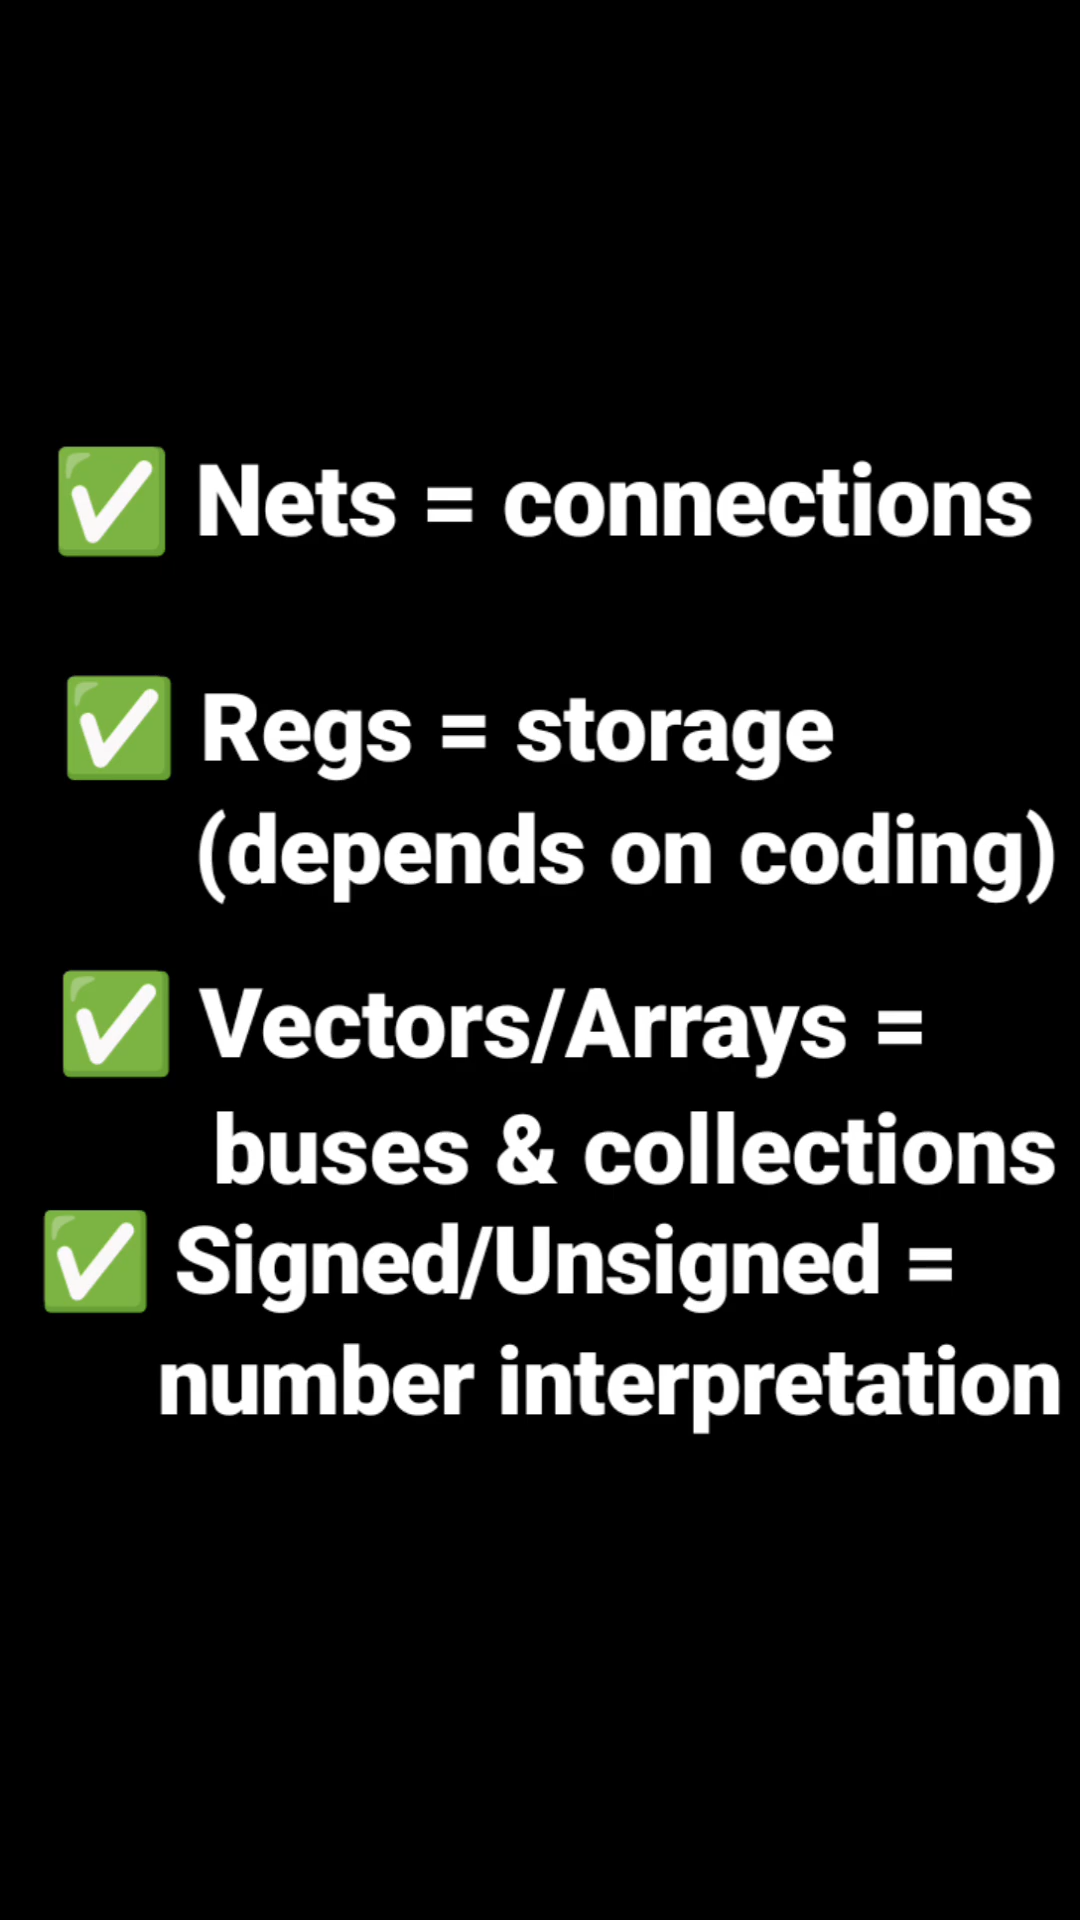 ✅ Nets = connections
✅ Regs = storage
(depends on coding)
✅ Vectors/Arrays =
buses & collections
✅ Signed/Unsigned =
number interpretation